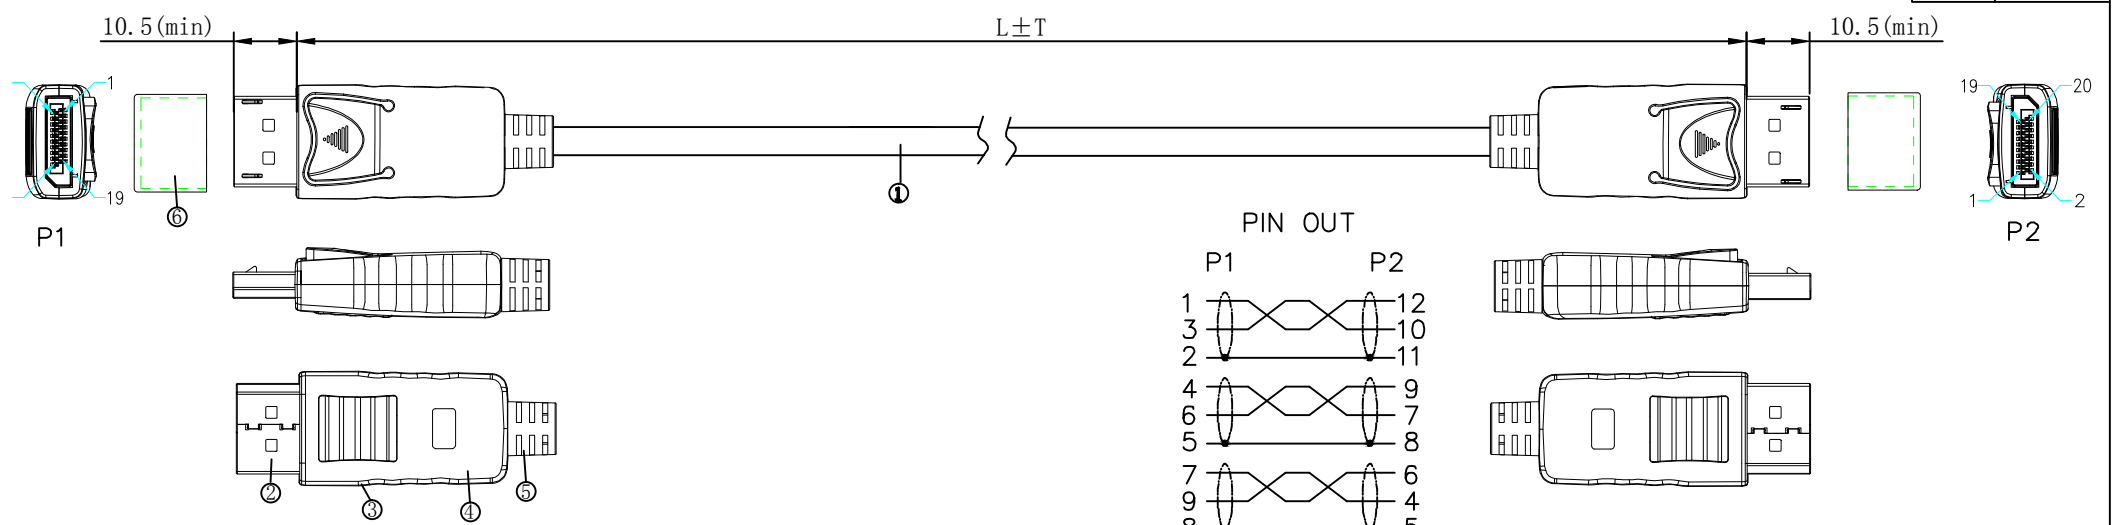 10.5(min) L±T 10.5(min)
1 19 20
19 1 2
⑥ ①
P1 P2
PIN OUT
P1 P2
1 12
3 10
2 11
4 9
6 7
5 8
② ③ ④ ⑤
7 6
9 4